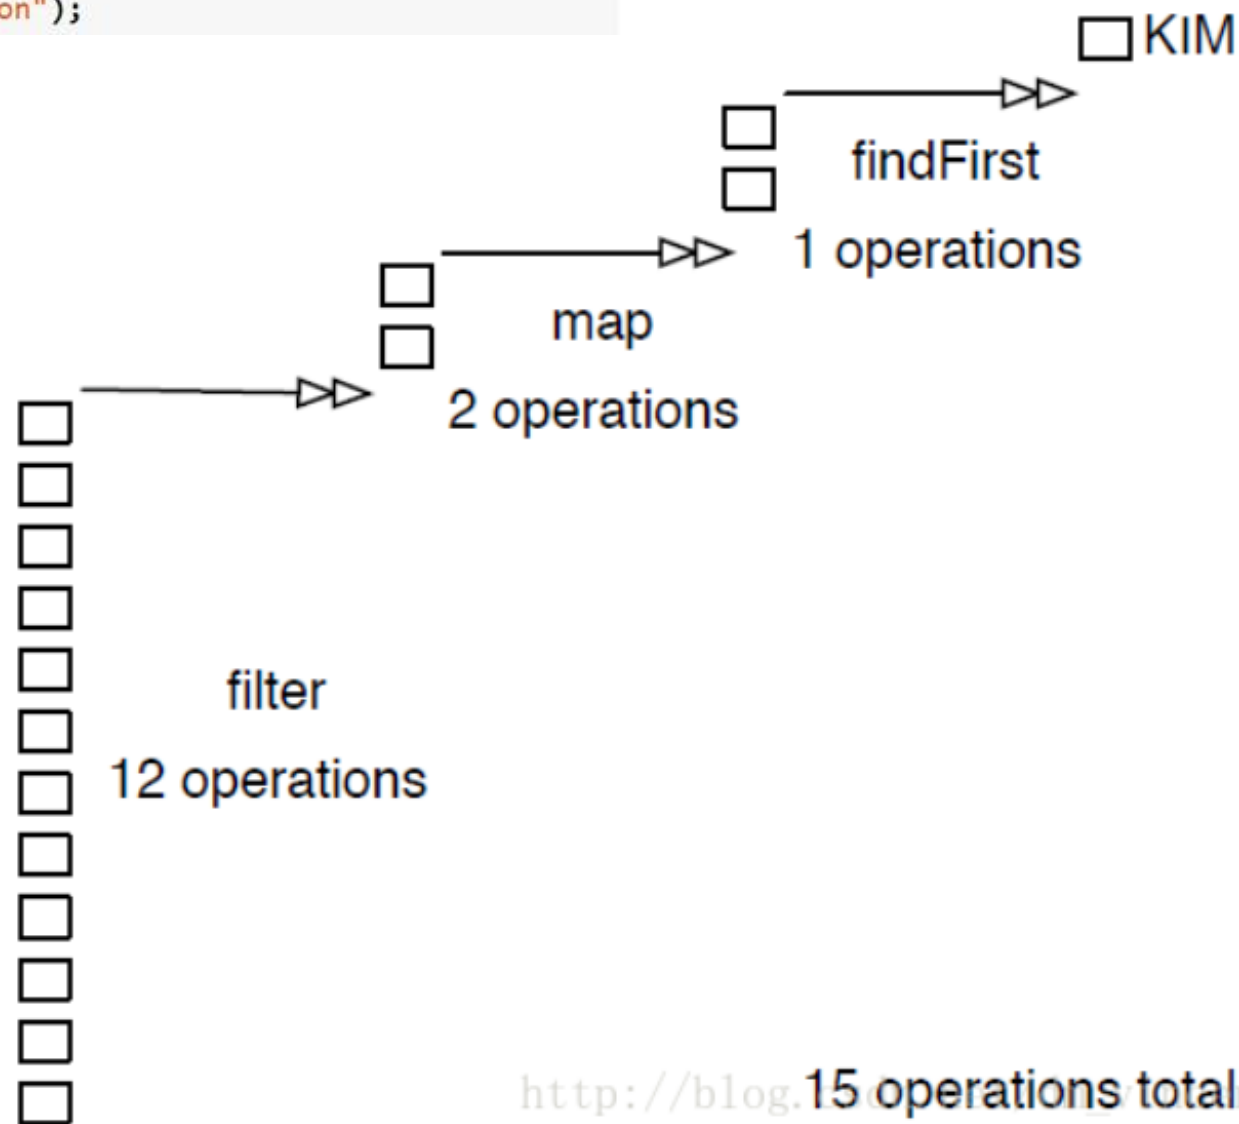 on");
KIM
findFirst
1 operations
map
2 operations
filter
12 operations
http://blog.
15 operations total